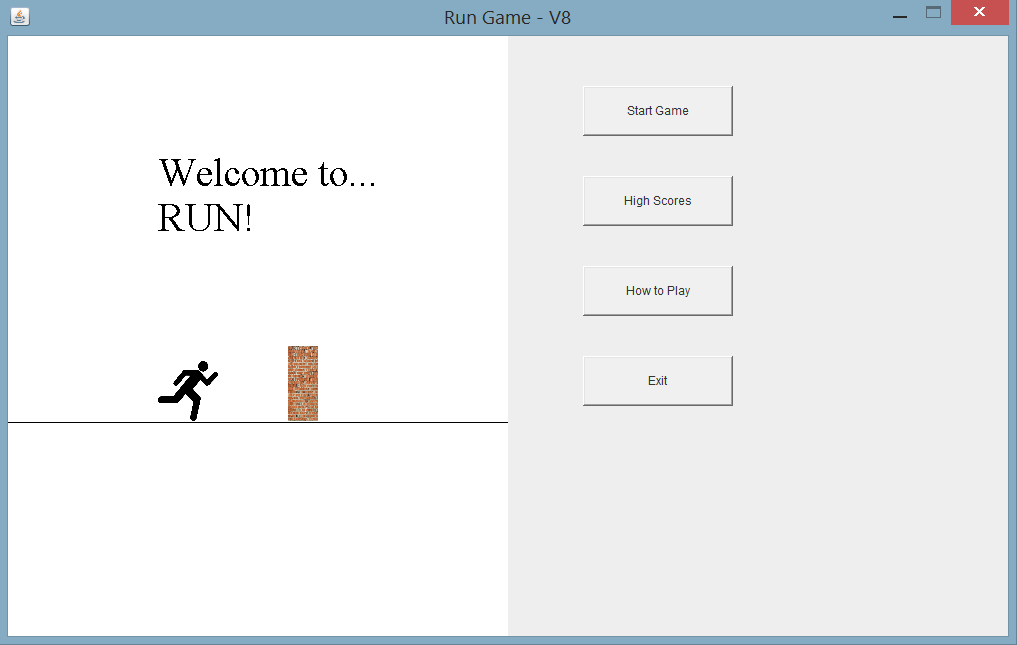 Run Game - V8
Welcome to...
RUN!
Start Game
High Scores
How to Play
Exit